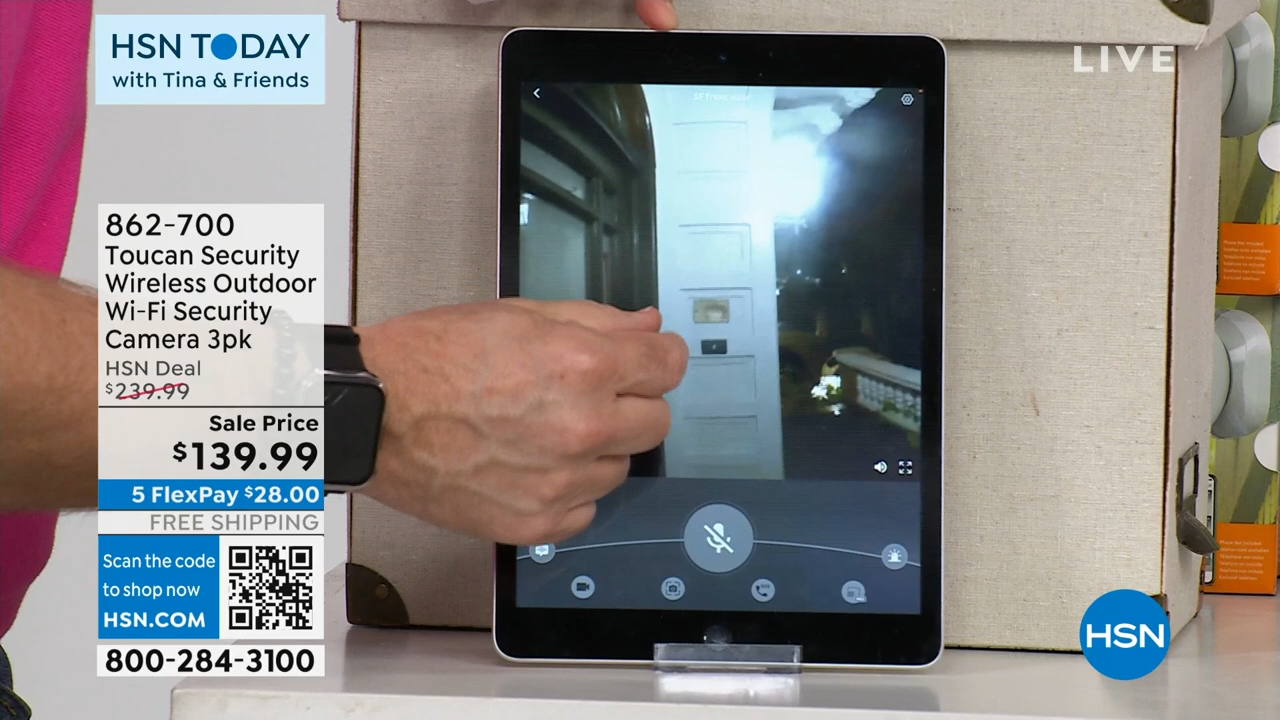 HSN TODAY
with Tina & Friends
LIVE
862-700
Toucan Security
Wireless Outdoor
Wi-Fi Security
Camera 3pk
HSN Deal
$239.99
Sale Price
$139.99
5 FlexPay $28.00
FREE SHIPPING
Scan the code
to shop now
HSN.COM
800-284-3100
HSN